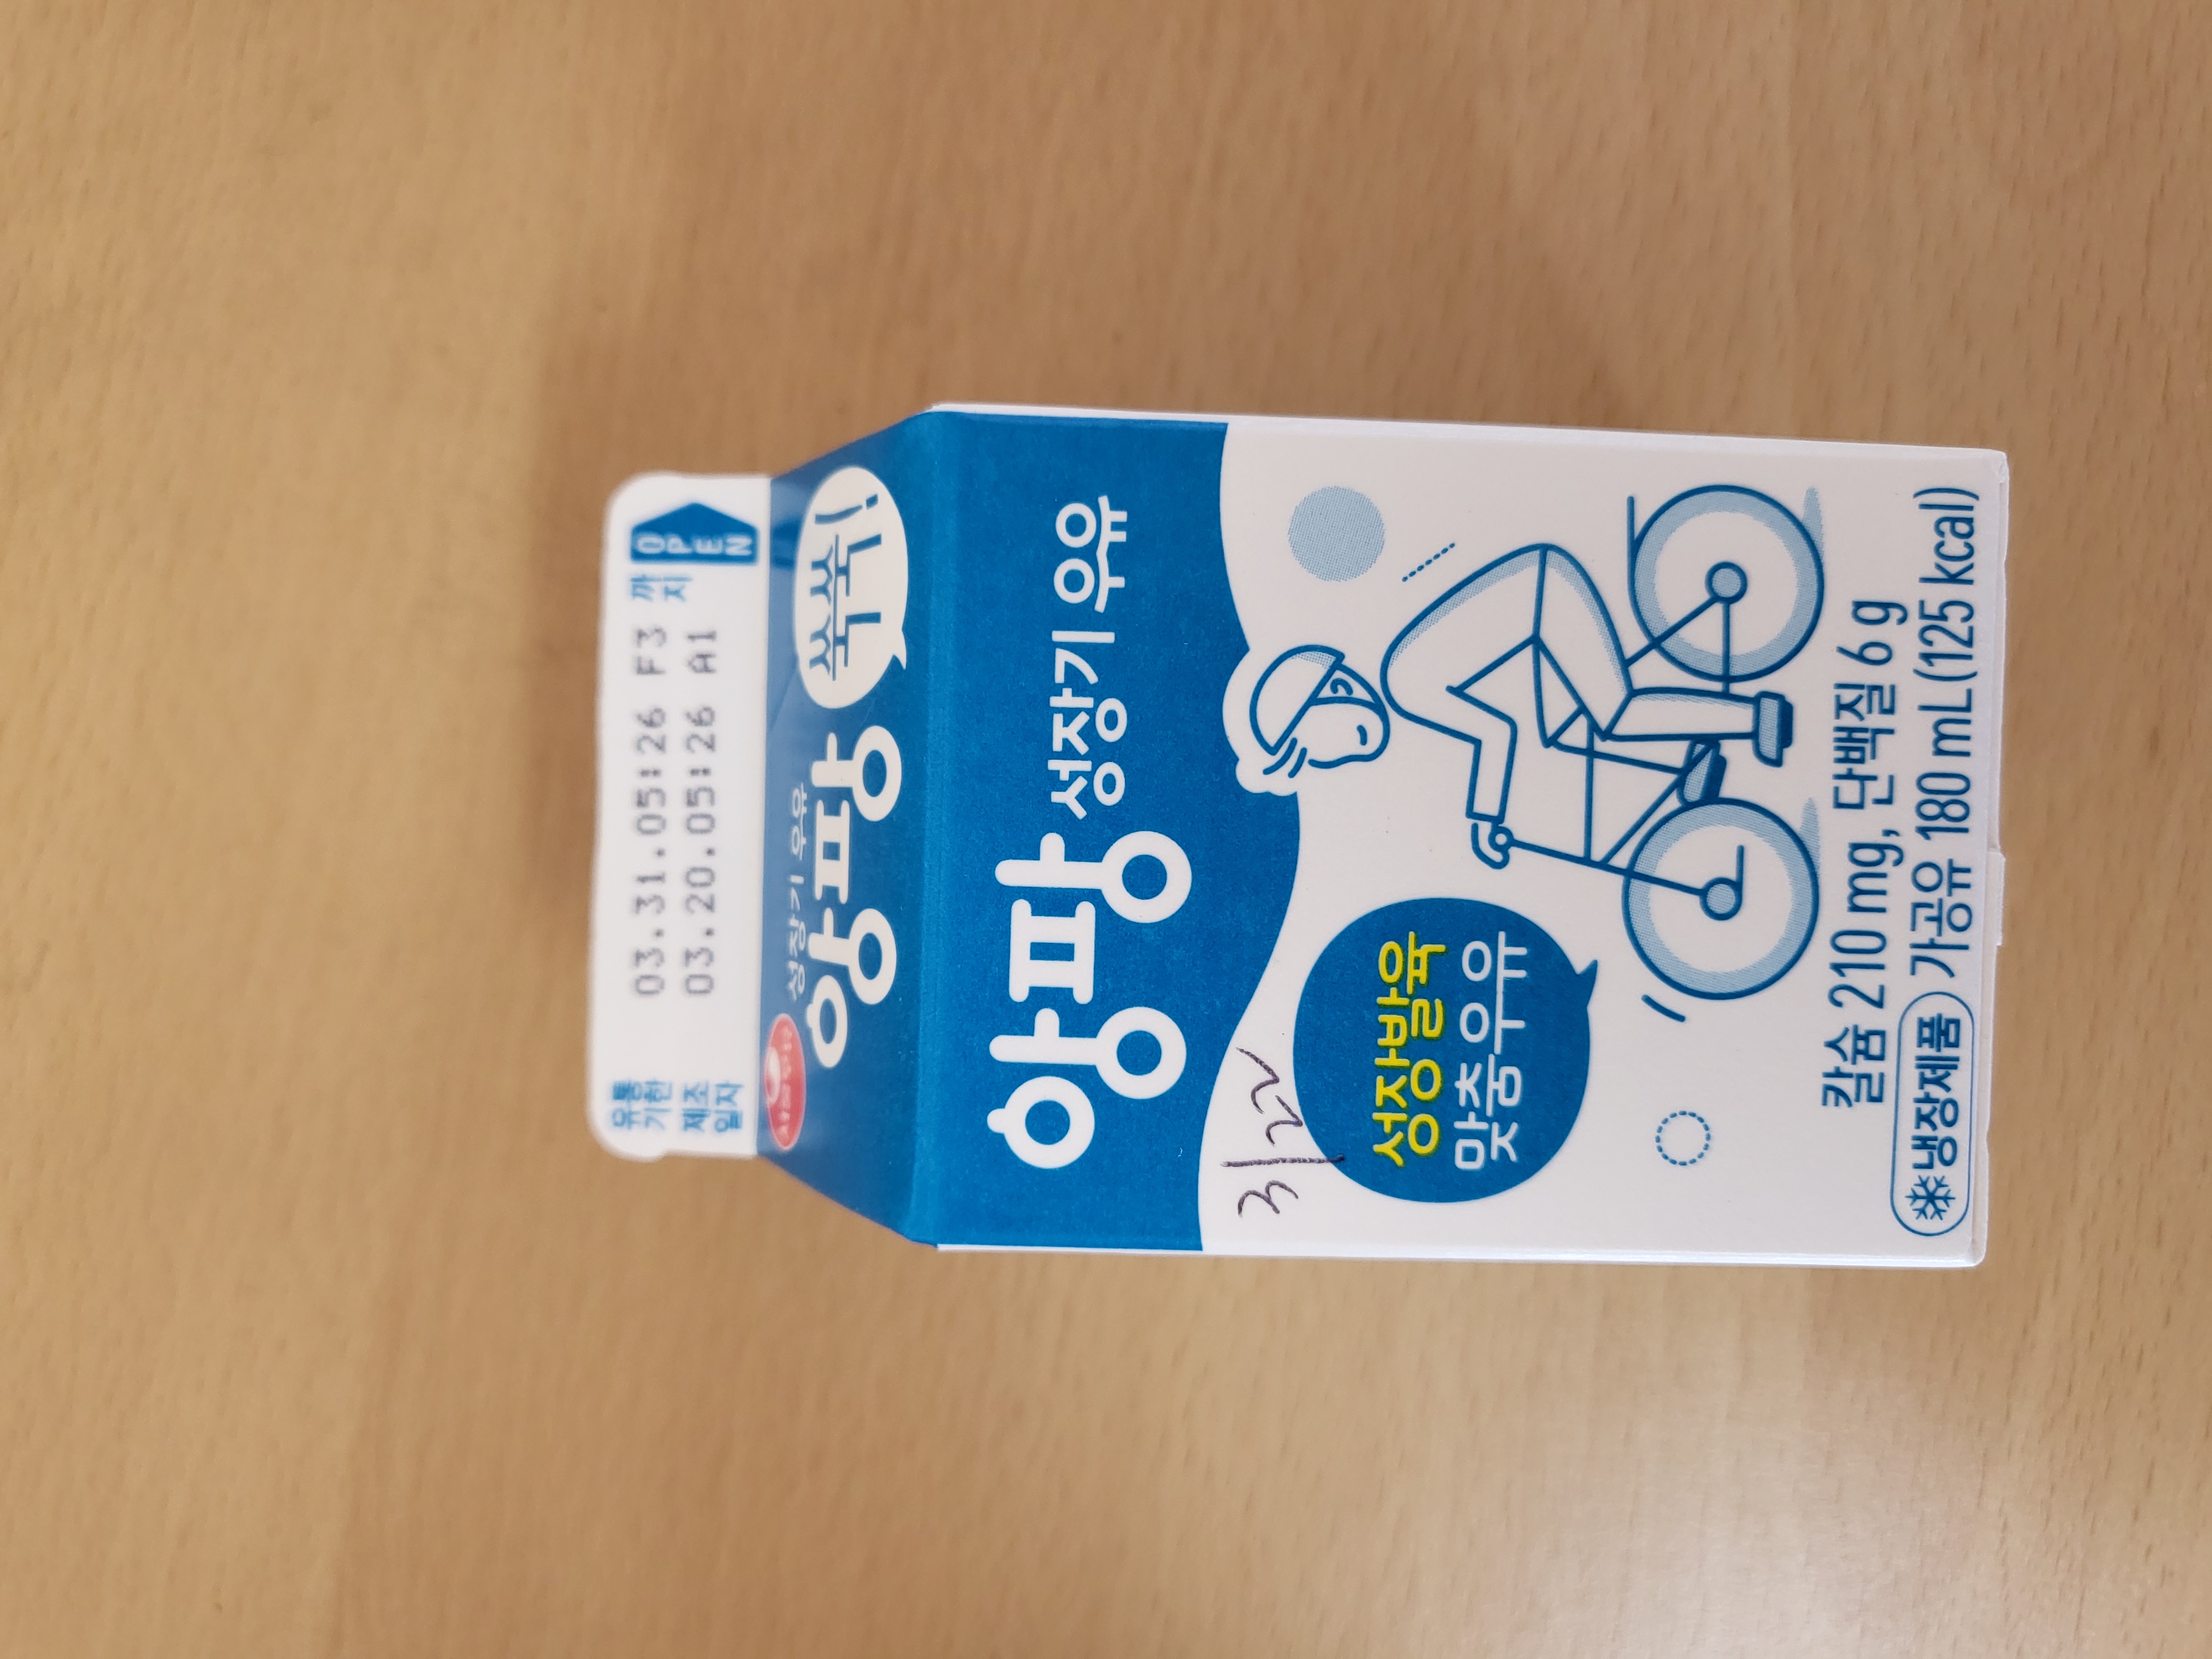 유통
기한
03.31.05:26 F3
까
지
제조
일자
03.20.05:26 A1
OPEN
성장기 우유
앙팡
쑥쑥!
앙팡 성장기 우유
3/22
성장발육
맞춤우유
칼슘 210 mg, 단백질 6 g
냉장제품 가공유 180 mL(125 kcal)